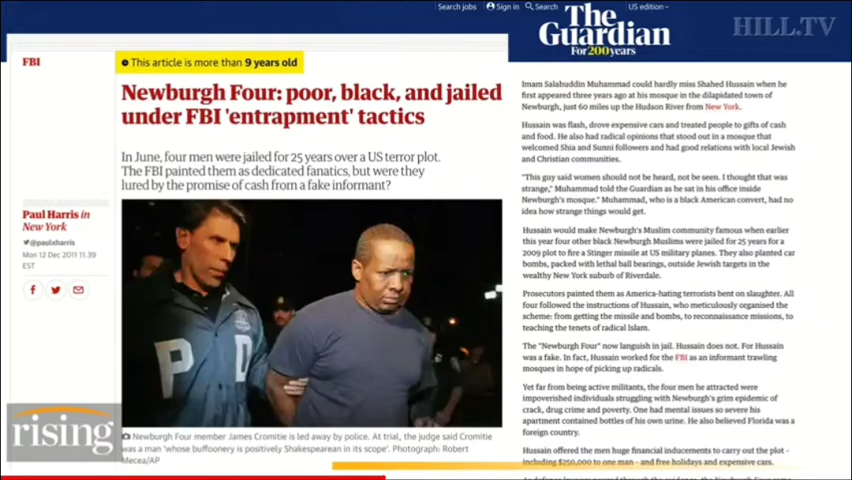 Search jobs
Sign in
Search
US edition
The
Guardian
For 200 years
HILL.TV
FBI
This article is more than 9 years old
Newburgh Four: poor, black, and jailed
under FBI 'entrapment' tactics
In June, four men were jailed for 25 years over a US terror plot.
The FBI painted them as dedicated fanatics, but were they
lured by the promise of cash from a fake informant?
Paul Harris in
New York
@paulxharris
Mon 12 Dec 2011 11.39
EST
PD
rising
Newburgh Four member James Cromitie is led away by police. At trial, the judge said Cromitie
was a man 'whose buffoonery is positively Shakespearean in its scope'. Photograph: Robert
Mecea/AP
Imam Salahuddin Muhammad could hardly miss Shahed Hussain when he
first appeared three years ago at his mosque in the dilapidated town of
Newburgh, just 60 miles up the Hudson River from New York.
Hussain was flash, drove expensive cars and treated people to gifts of cash
and food. He also had radical opinions that stood out in a mosque that
welcomed Shia and Sunni followers and had good relations with local Jewish
and Christian communities.
"This guy said women should not be heard, not be seen. I thought that was
strange," Muhammad told the Guardian as he sat in his office inside
Newburgh's mosque." Muhammad, who is a black American convert, had no
idea how strange things would get.
Hussain would make Newburgh's Muslim community famous when earlier
this year four other black Newburgh Muslims were jailed for 25 years for a
2009 plot to fire a Stinger missile at US military planes. They also planted car
bombs, packed with lethal ball bearings, outside Jewish targets in the
wealthy New York suburb of Riverdale.
Prosecutors painted them as America-hating terrorists bent on slaughter. All
four followed the instructions of Hussain, who meticulously organised the
scheme: from getting the missile and bombs, to reconnaissance missions, to
teaching the tenets of radical Islam.
The "Newburgh Four" now languish in jail. Hussain does not. For Hussain
was a fake. In fact, Hussain worked for the FBI as an informant trawling
mosques in hope of picking up radicals.
Yet far from being active militants, the four men he attracted were
impoverished individuals struggling with Newburgh's grim epidemic of
crack, drug crime and poverty. One had mental issues so severe his
apartment contained bottles of his own urine. He also believed Florida was a
foreign country.
Hussain offered the men huge financial inducements to carry out the plot -
including $250,000 to one man - and free holidays and expensive cars.